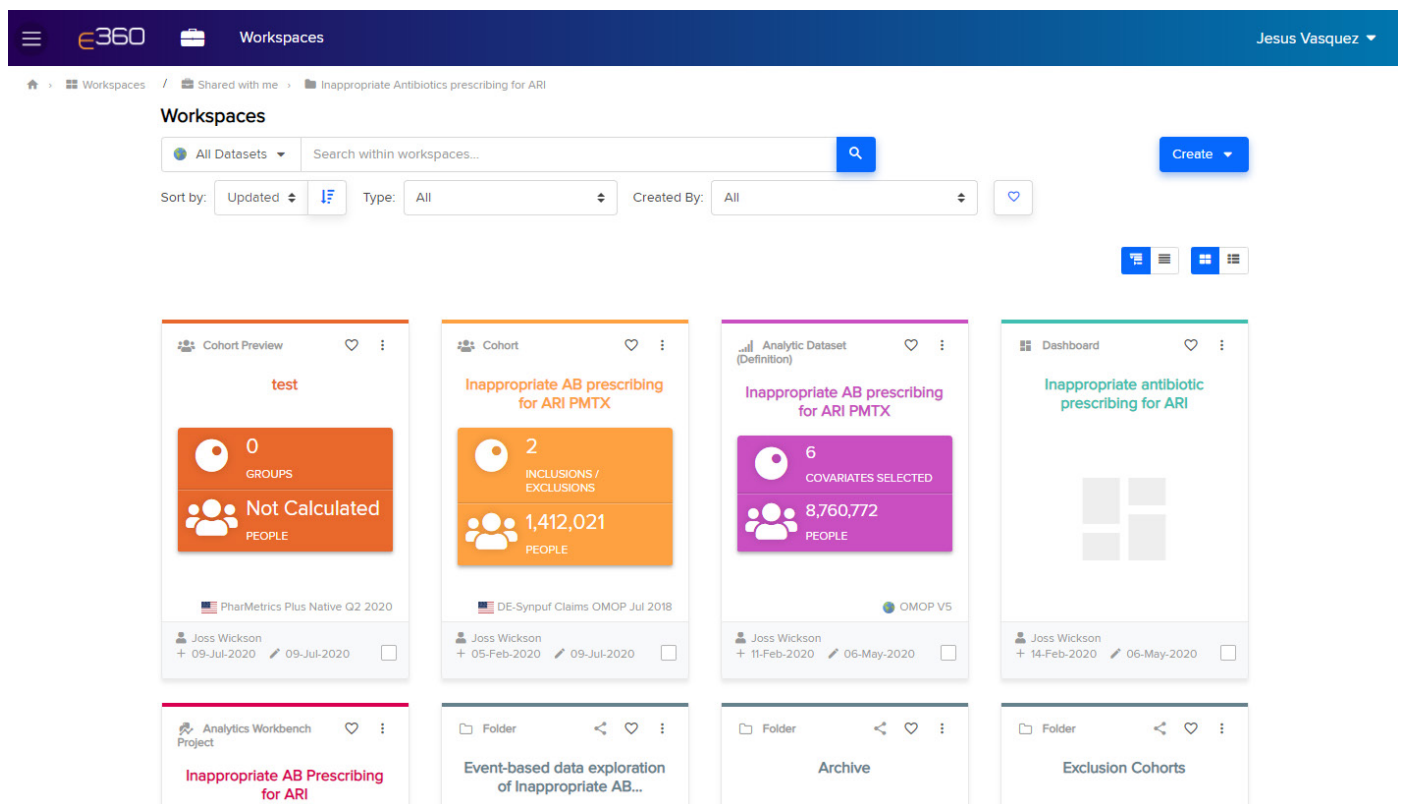 ∈360 Workspaces Jesus Vasquez
Workspaces / Shared with me › Inappropriate Antibiotics prescribing for ARI
Workspaces
All Datasets Search within workspaces... Create
Sort by: Updated Type: All Created By: All
Cohort Preview
test
0
GROUPS
Not Calculated
PEOPLE
PharMetrics Plus Native Q2 2020
Joss Wickson
+ 09-Jul-2020 09-Jul-2020
Cohort
Inappropriate AB prescribing
for ARI PMTX
2
INCLUSIONS /
EXCLUSIONS
1,412,021
PEOPLE
DE-Synpuf Claims OMOP Jul 2018
Joss Wickson
+ 05-Feb-2020 09-Jul-2020
Analytic Dataset
(Definition)
Inappropriate AB prescribing
for ARI PMTX
6
COVARIATES SELECTED
8,760,772
PEOPLE
OMOP V5
Joss Wickson
+ 11-Feb-2020 06-May-2020
Dashboard
Inappropriate antibiotic
prescribing for ARI
Joss Wickson
+ 14-Feb-2020 06-May-2020
Analytics Workbench
Project
Inappropriate AB Prescribing
for ARI
Folder
Event-based data exploration
of Inappropriate AB...
Folder
Archive
Folder
Exclusion Cohorts